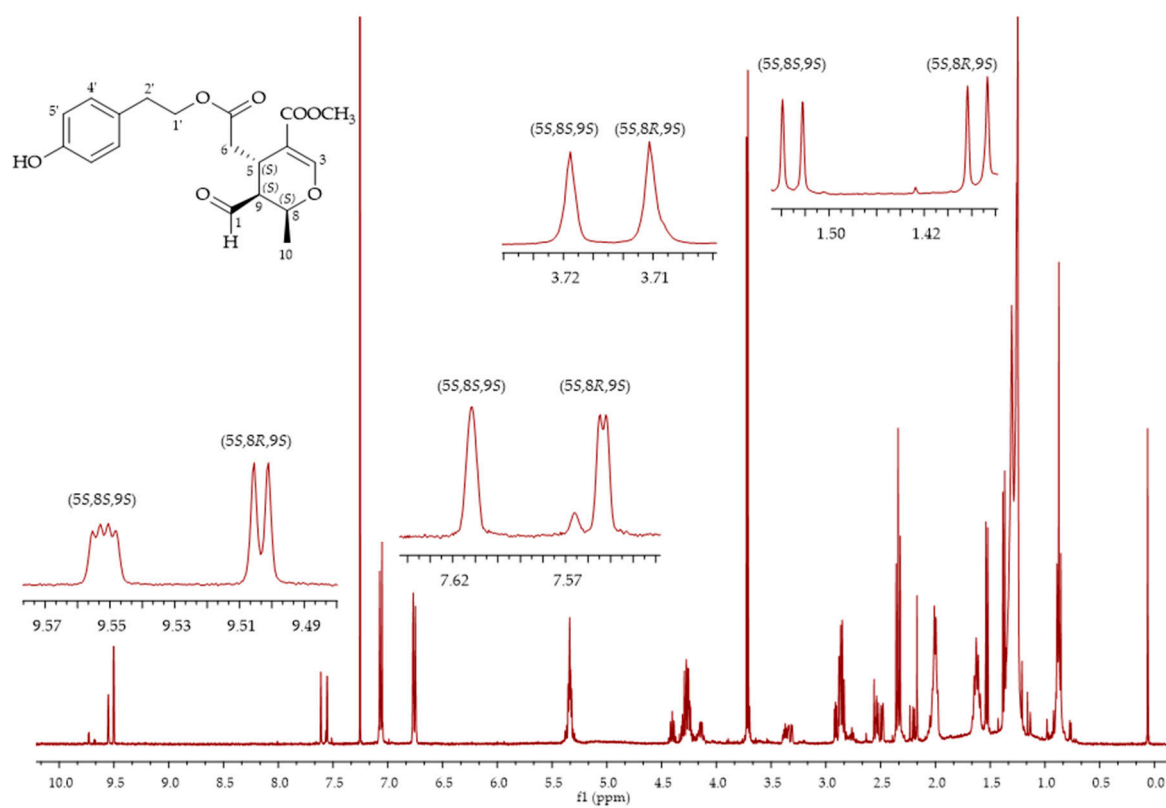 4'
2'
5'
O
O
COOCH₃
1'
6
5
3
HO
(S)
(S)
O
(S)
O
9
8
1
H
10
(5S,8S,9S)
(5S,8R,9S)
3.72
3.71
(5S,8S,9S)
(5S,8R,9S)
1.50
1.42
(5S,8S,9S)
(5S,8R,9S)
7.62
7.57
(5S,8S,9S)
(5S,8R,9S)
9.57
9.55
9.53
9.51
9.49
10.0
9.5
9.0
8.5
8.0
7.5
7.0
6.5
6.0
5.5
5.0
4.5
4.0
3.5
3.0
2.5
2.0
1.5
1.0
0.5
0.0
f1 (ppm)